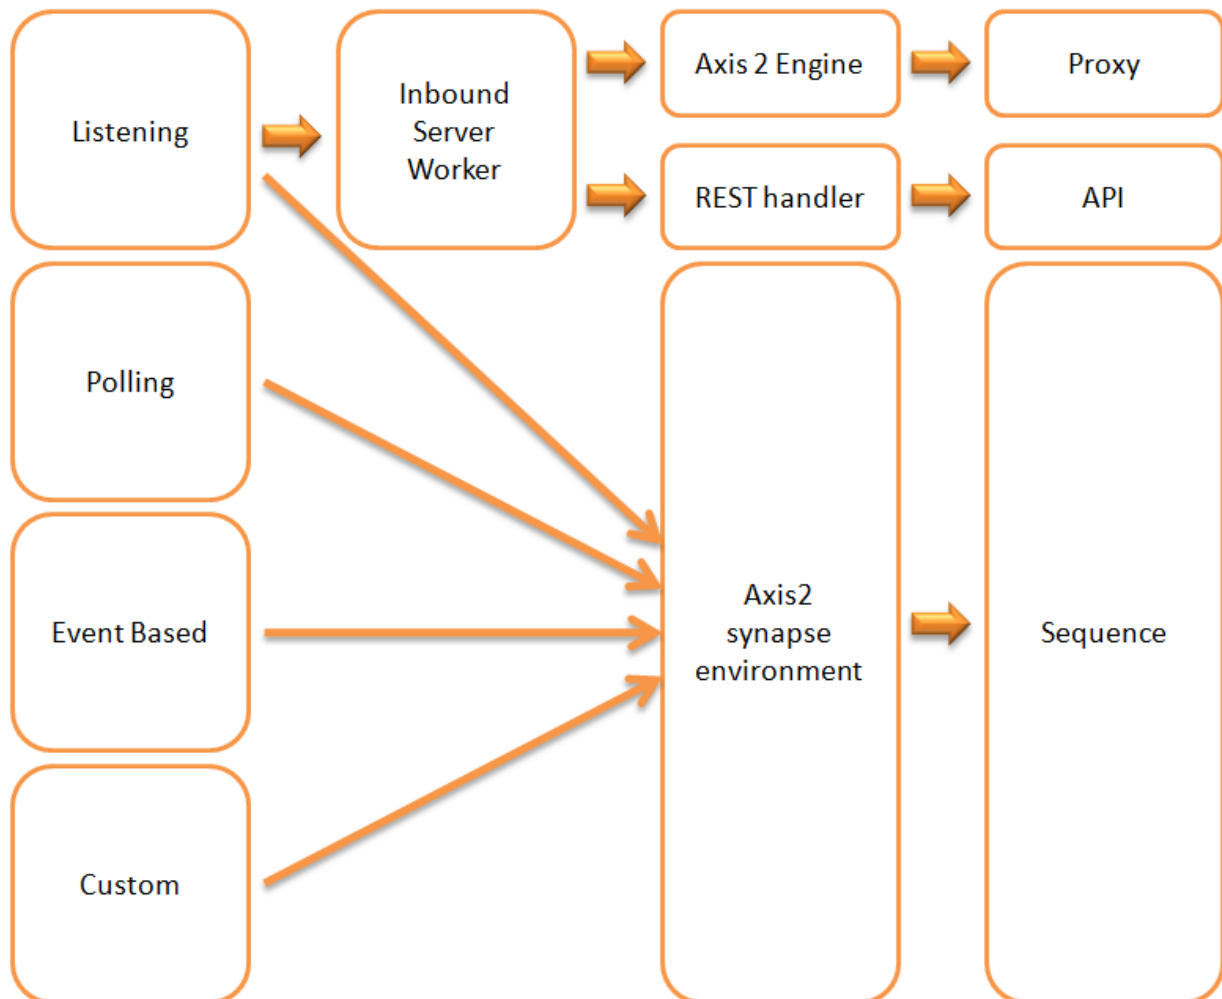 Listening
Inbound
Server
Worker
Axis 2 Engine
Proxy
REST handler
API
Polling
Event Based
Custom
Axis2
synapse
environment
Sequence